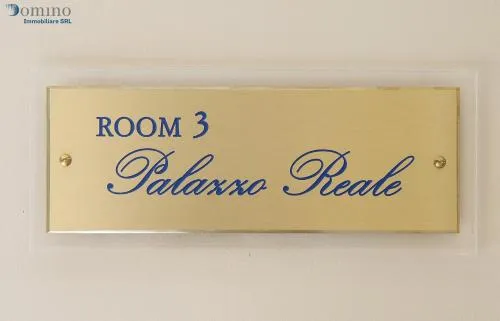 Domino
Immobiliare SRL
ROOM 3
Palazzo Reale